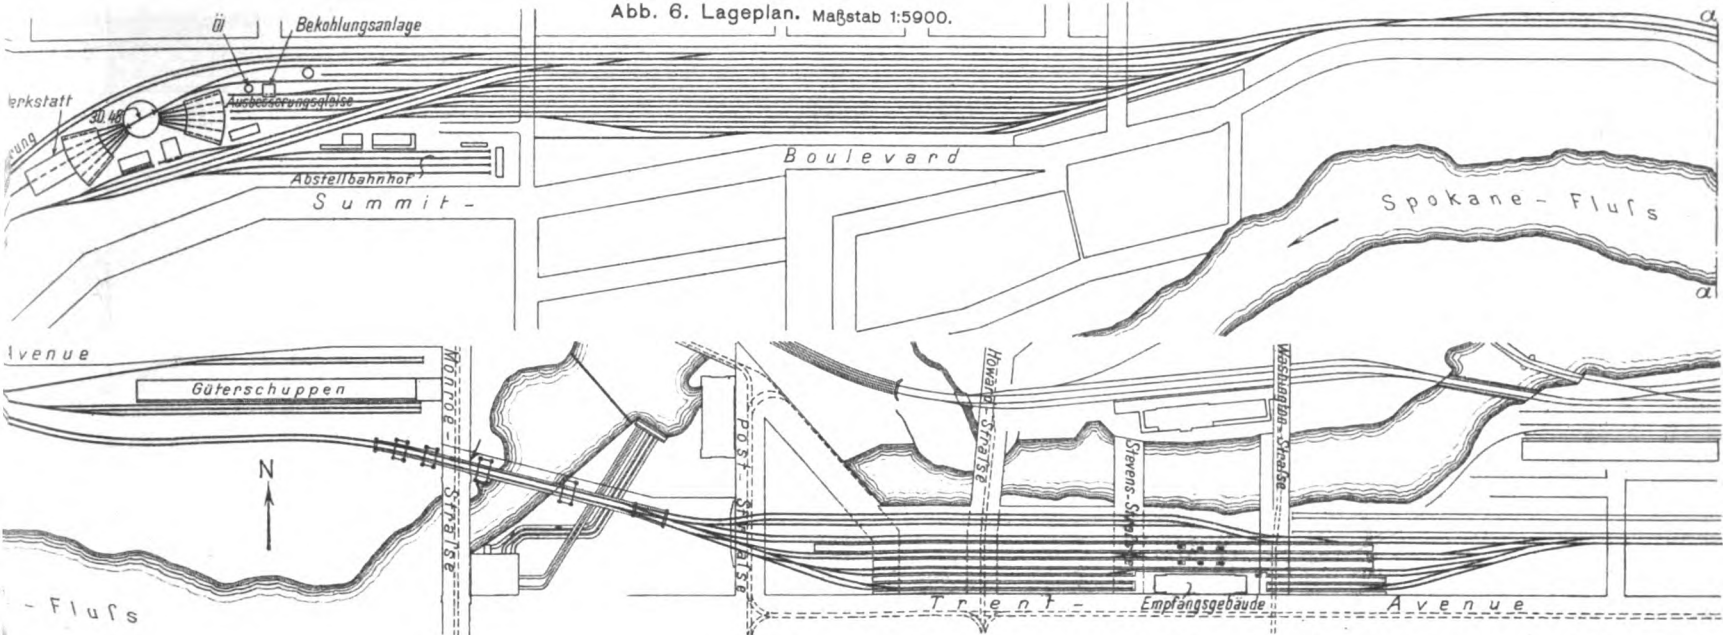 Abb. 6. Lageplan. Maßstab 1:5900.
Öl
Bekohlungsanlage
a
erkstatt
30.48
Ausbesserungsgleise
rung
Abstellbahnhof
Boulevard
Summit-
Spokane-Fluſs
a
Avenue
Güterschuppen
Monroe-Straſse
N
-Fluſs
Post-Straſse
Howard-Straſse
Stevens-Straſse
Washington-Straſse
Trent-
Empfangsgebäude
Avenue